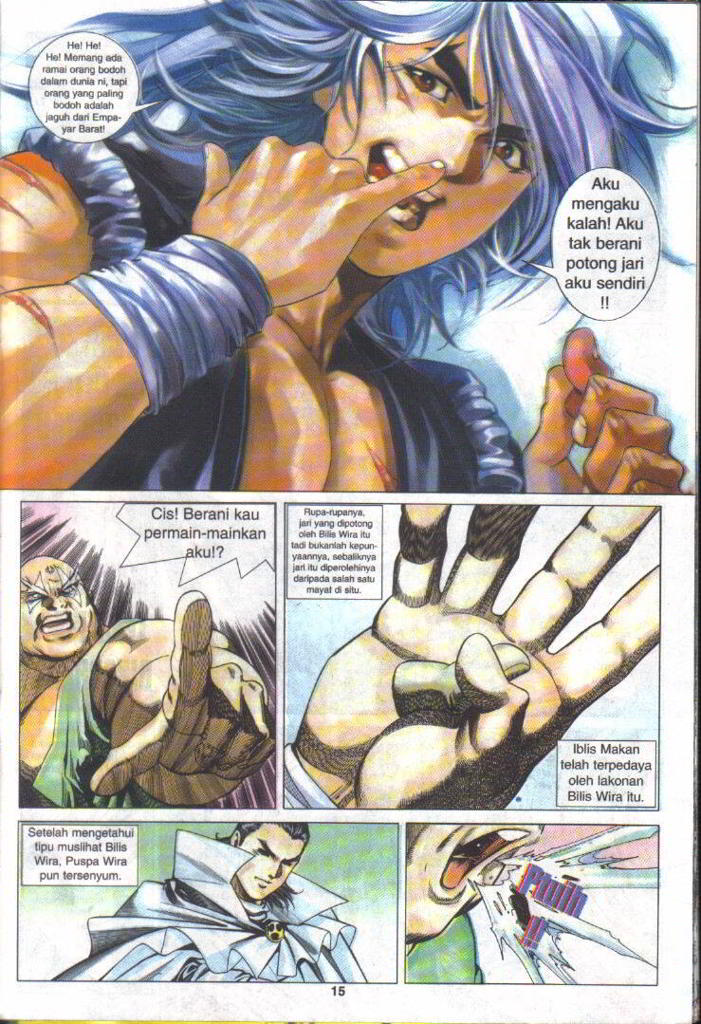 He! He!
He! Memang ada
ramai orang bodoh
dalam dunia ni, tapi
orang yang paling
bodoh adalah
jaguh dari Empa-
yar Barat!
Aku
mengaku
kalah! Aku
tak berani
potong jari
aku sendiri
!!
Cis! Berani kau
permain-mainkan
aku!?
Rupa-rupanya,
jari yang dipotong
oleh Bilis Wira itu
tadi bukanlah kepun-
yaannya, sebaliknya
jari itu diperolehinya
daripada salah satu
mayat di situ.
Iblis Makan
telah terpedaya
oleh lakonan
Bilis Wira itu.
Setelah mengetahui
tipu muslihat Bilis
Wira, Puspa Wira
pun tersenyum.
15